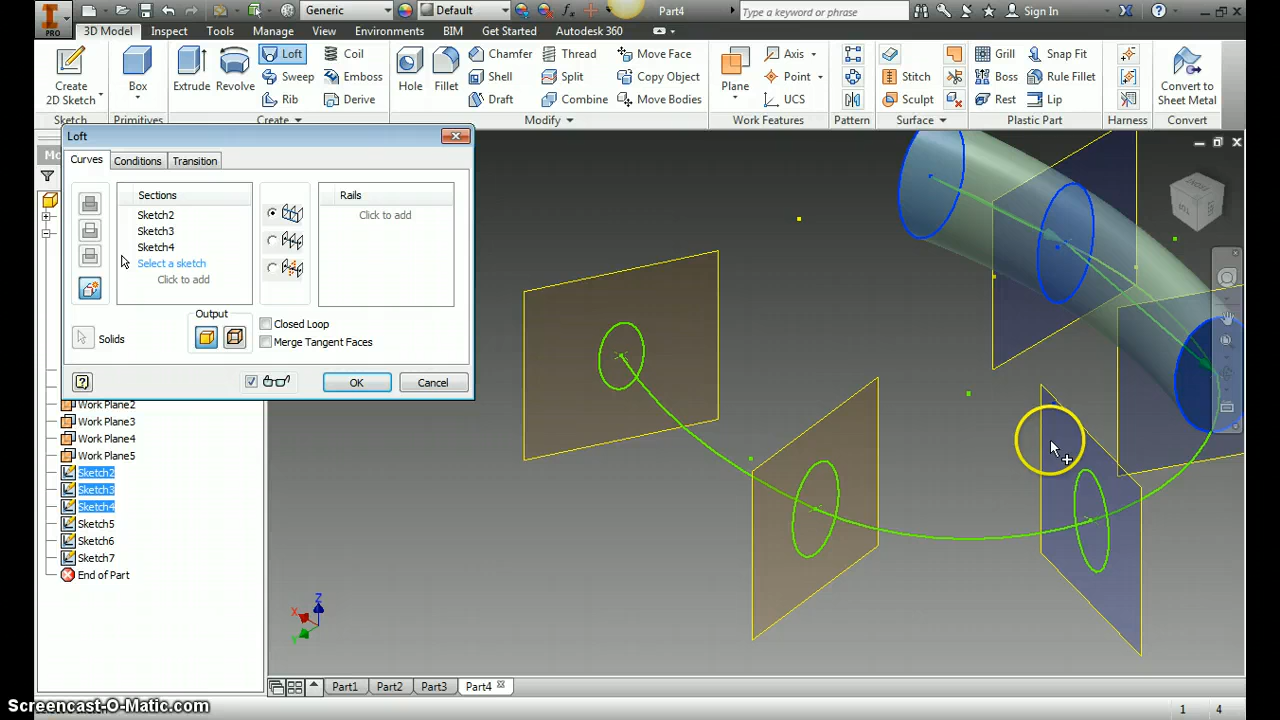 Generic
Default
Part4
Type a keyword or phrase
Sign In
PRO
3D Model
Inspect
Tools
Manage
View
Environments
BIM
Get Started
Autodesk 360
Create
2D Sketch
Box
Extrude
Revolve
Loft
Sweep
Rib
Coil
Emboss
Derive
Hole
Fillet
Chamfer
Shell
Draft
Thread
Split
Combine
Move Face
Copy Object
Move Bodies
Plane
Axis
Point
UCS
Stitch
Sculpt
Grill
Boss
Rest
Snap Fit
Rule Fillet
Lip
Convert to
Sheet Metal
Sketch
Primitives
Create
Modify
Work Features
Pattern
Surface
Plastic Part
Harness
Convert
Loft
Curves
Conditions
Transition
Sections
Sketch2
Sketch3
Sketch4
Select a sketch
Click to add
Rails
Click to add
Output
Solids
Closed Loop
Merge Tangent Faces
OK
Cancel
Work Plane2
Work Plane3
Work Plane4
Work Plane5
Sketch2
Sketch3
Sketch4
Sketch5
Sketch6
Sketch7
End of Part
Z
X
Y
Part1
Part2
Part3
Part4
Screencast-O-Matic.com
1
4